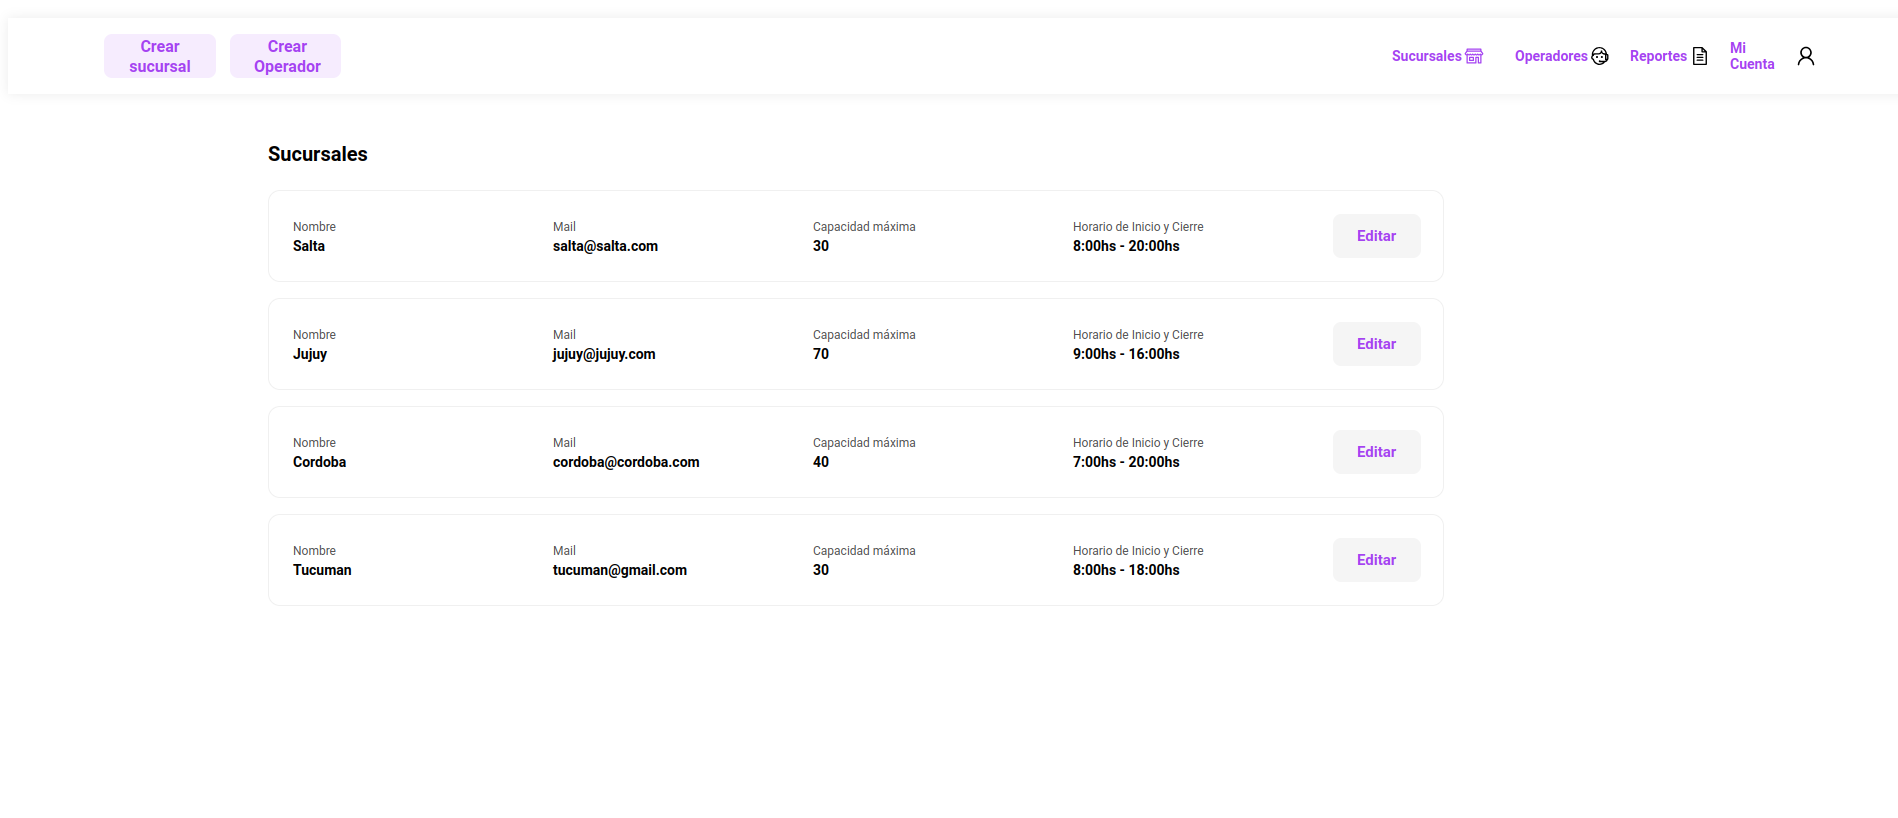 Crear
sucursal
Crear
Operador
Sucursales
Operadores
Reportes
Mi
Cuenta
Sucursales
Nombre
Salta
Mail
salta@salta.com
Capacidad máxima
30
Horario de Inicio y Cierre
8:00hs - 20:00hs
Editar
Nombre
Jujuy
Mail
jujuy@jujuy.com
Capacidad máxima
70
Horario de Inicio y Cierre
9:00hs - 16:00hs
Editar
Nombre
Cordoba
Mail
cordoba@cordoba.com
Capacidad máxima
40
Horario de Inicio y Cierre
7:00hs - 20:00hs
Editar
Nombre
Tucuman
Mail
tucuman@gmail.com
Capacidad máxima
30
Horario de Inicio y Cierre
8:00hs - 18:00hs
Editar